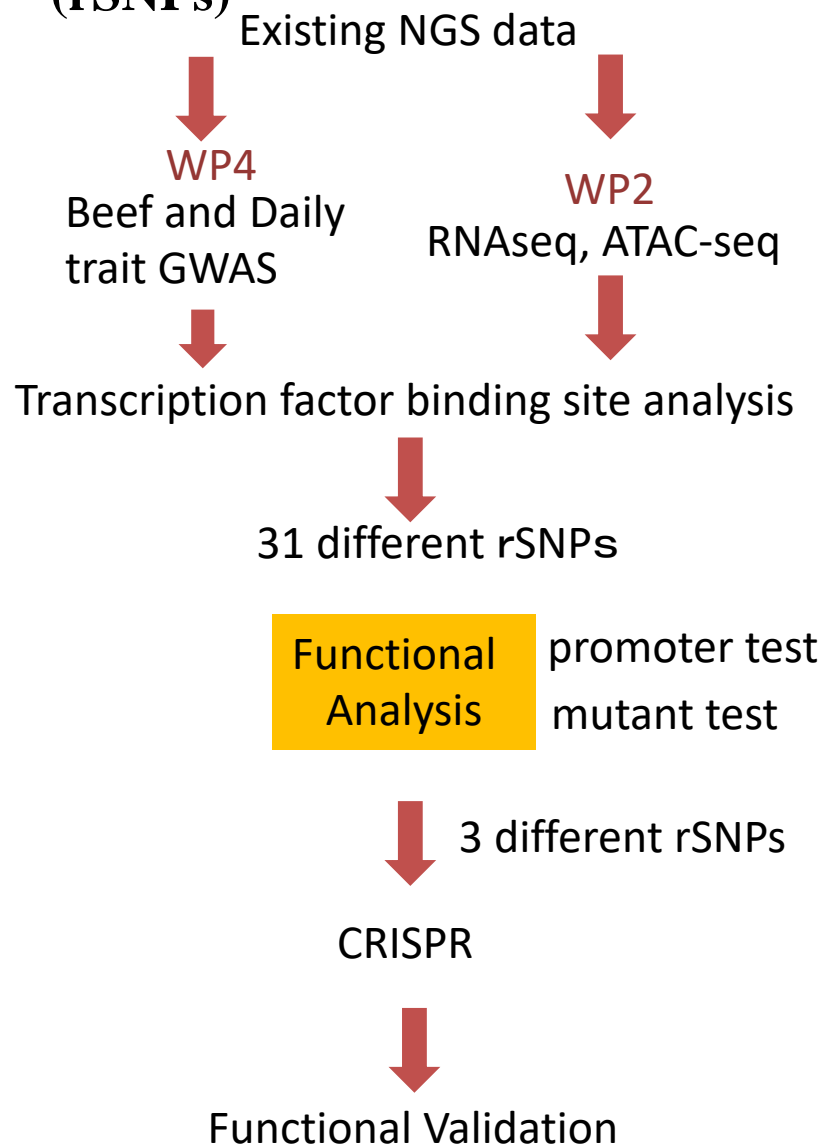 (rSNPs)
Existing NGS data
WP4
Beef and Daily
trait GWAS
WP2
RNAseq, ATAC-seq
Transcription factor binding site analysis
31 different rSNPs
Functional
Analysis
promoter test
mutant test
3 different rSNPs
CRISPR
Functional Validation